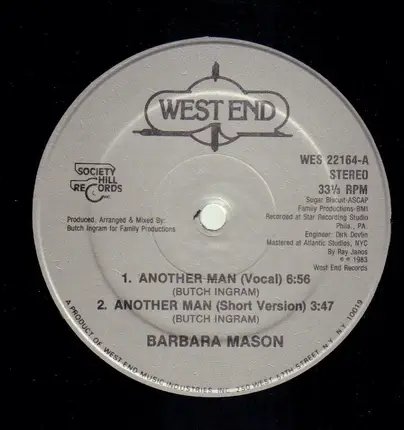 WEST END
WES 22164-A
STEREO
33⅓ RPM
Sugar Biscuit-ASCAP
Family Productions-BMI
Recorded at Star Recording Studio
Phila., PA.
Engineer: Dirk Devlin
Mastered at Atlantic Studios, NYC
By Ray Janos
℗ © 1983
West End Records
SOCIETY
HILL
RECORDS
INC.
Produced, Arranged & Mixed By:
Butch Ingram for Family Productions
1. ANOTHER MAN (Vocal) 6:56
(BUTCH INGRAM)
2. ANOTHER MAN (Short Version) 3:47
(BUTCH INGRAM)
BARBARA MASON
A PRODUCT OF WEST END MUSIC INDUSTRIES INC. 250 WEST 57TH STREET, N.Y. N.Y. 10019